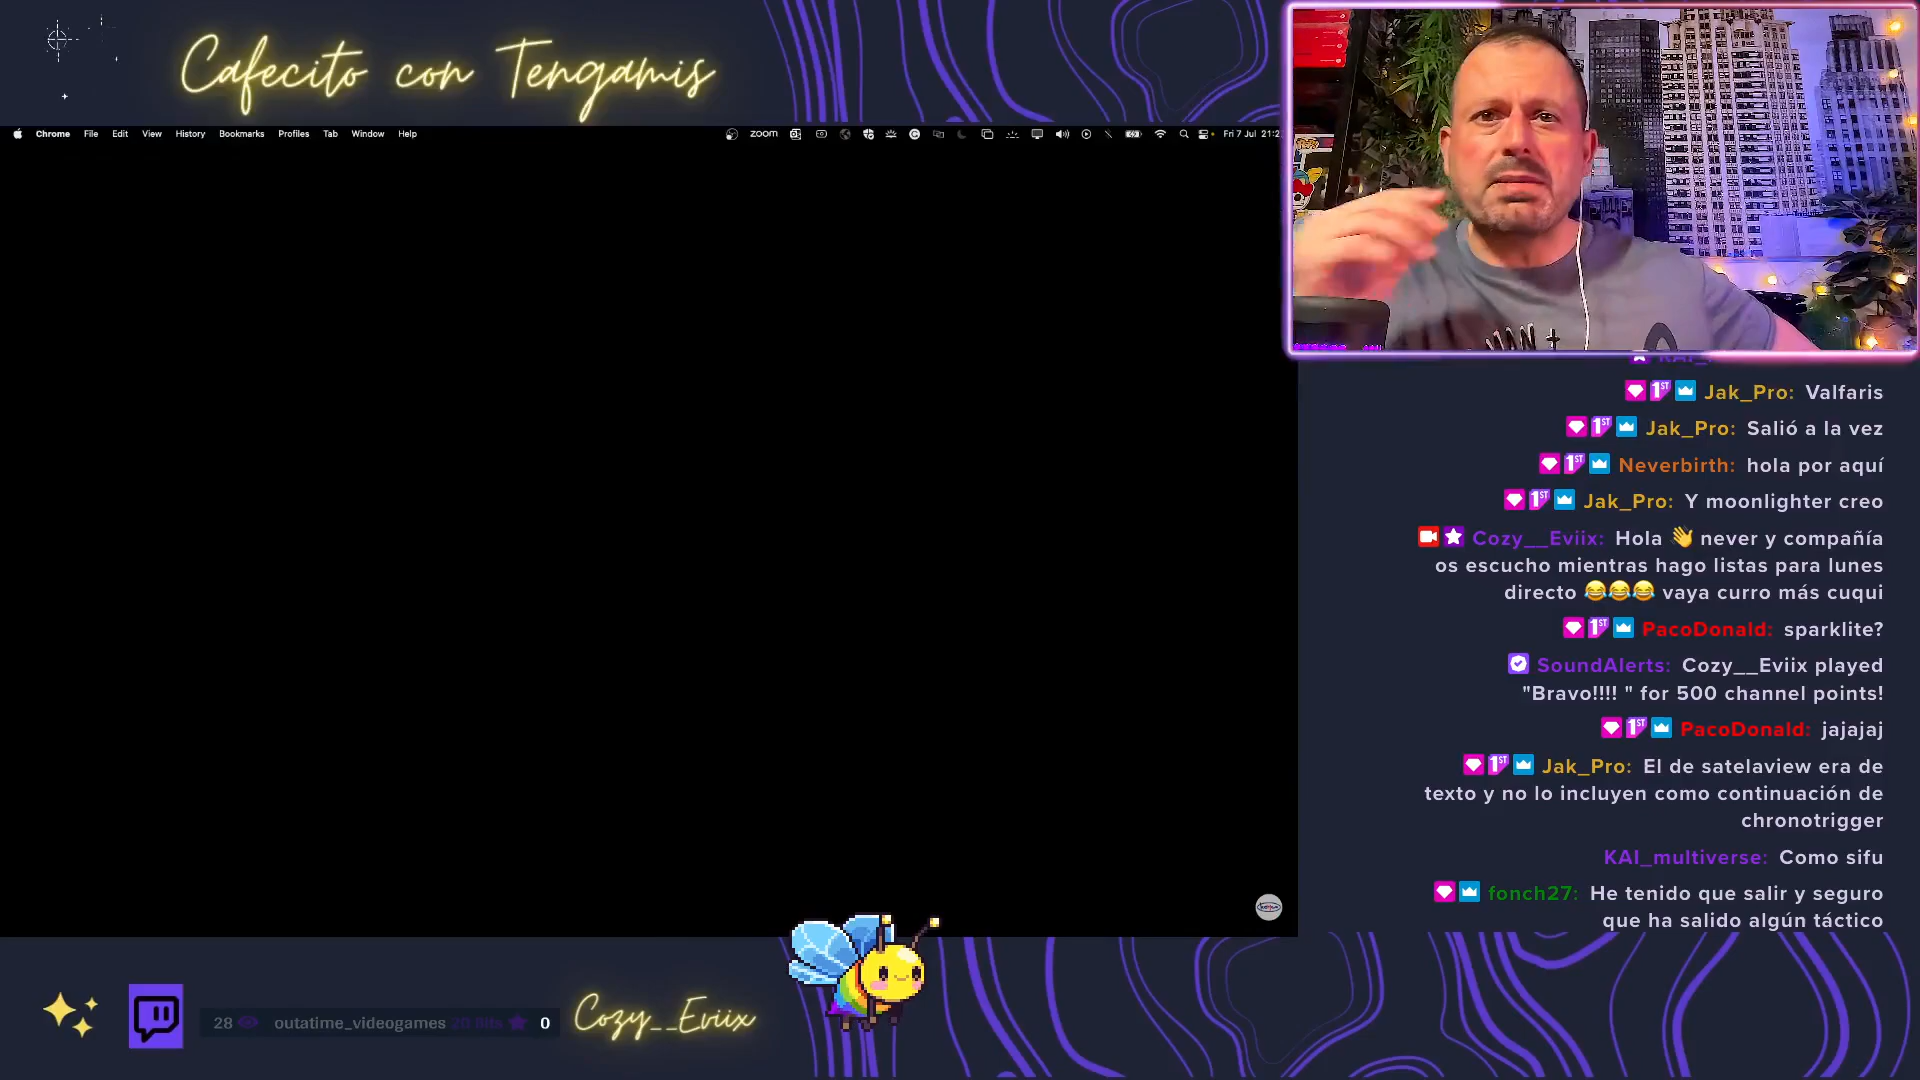 Cafecito con Tengamis
Chrome File Edit View History Bookmarks Profiles Tab Window Help
zoom Fri 7 Jul 21:2
Jak_Pro: Valfaris
Jak_Pro: Salió a la vez
Neverbirth: hola por aquí
Jak_Pro: Y moonlighter creo
Cozy__Eviix: Hola 👋 never y compañía
os escucho mientras hago listas para lunes
directo 😂😂😂 vaya curro más cuqui
PacoDonald: sparklite?
SoundAlerts: Cozy__Eviix played
"Bravo!!!! " for 500 channel points!
PacoDonald: jajajaj
Jak_Pro: El de satelaview era de
texto y no lo incluyen como continuación de
chronotrigger
KAI_multiverse: Como sifu
fonch27: He tenido que salir y seguro
que ha salido algún táctico
28 outatime_videogames 20 Bits 0
Cozy__Eviix